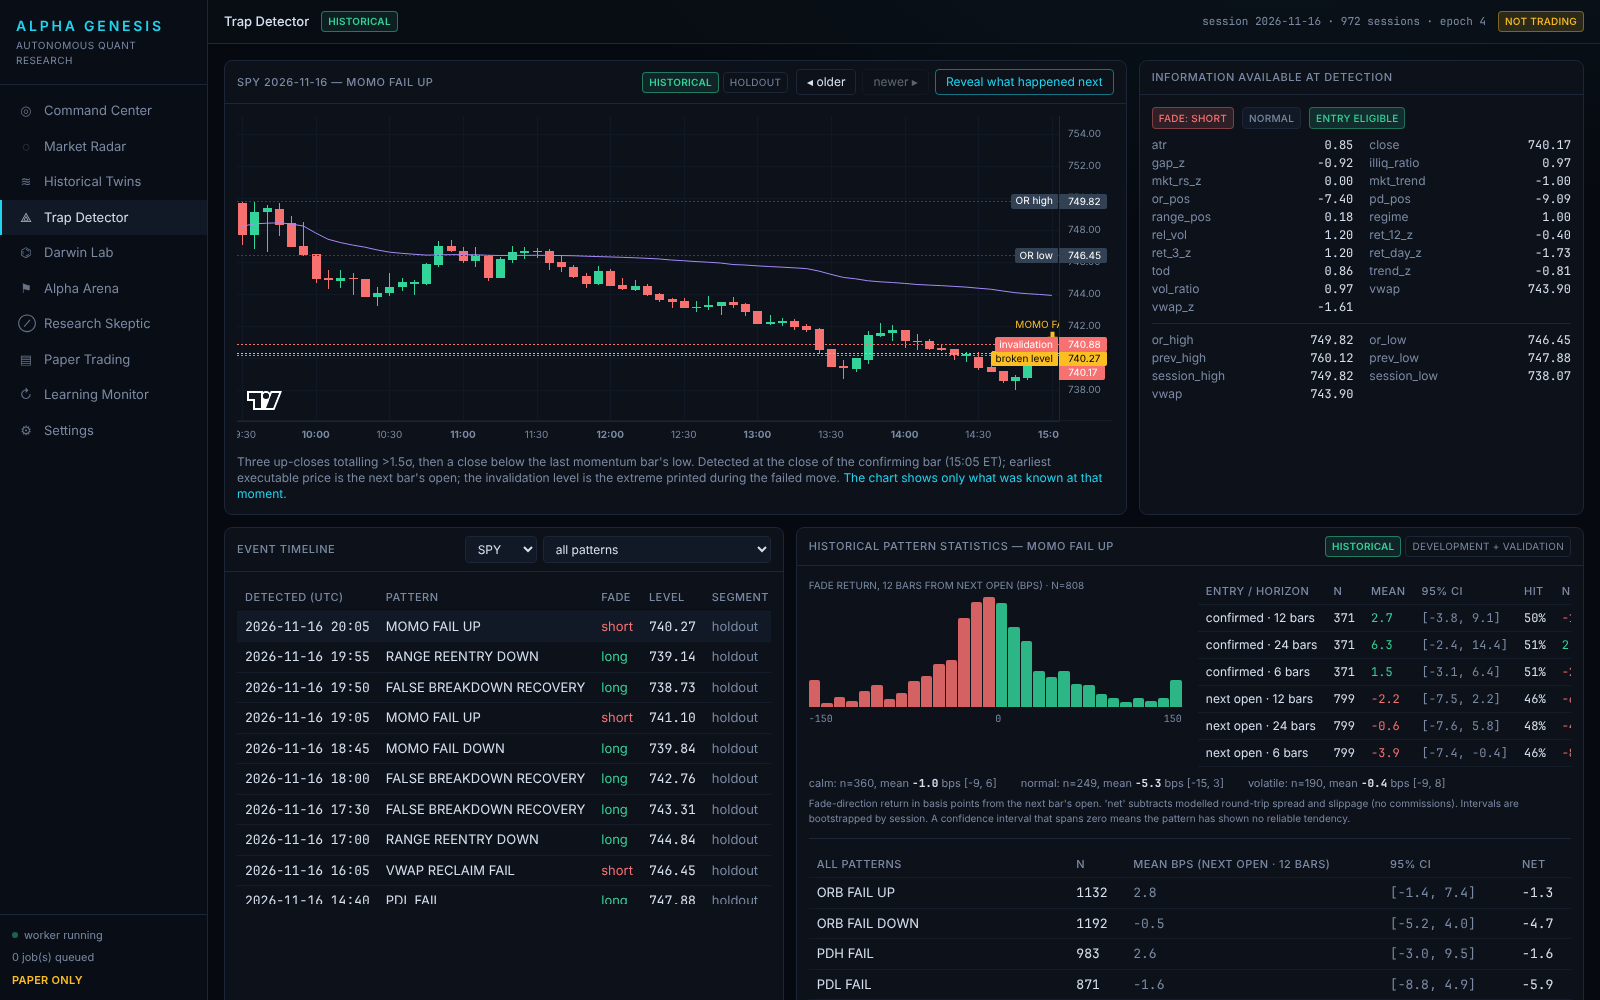 ALPHA GENESIS
AUTONOMOUS QUANT
RESEARCH
Command Center
Market Radar
Historical Twins
Trap Detector
Darwin Lab
Alpha Arena
Research Skeptic
Paper Trading
Learning Monitor
Settings
worker running
0 job(s) queued
PAPER ONLY
Trap Detector HISTORICAL
session 2026-11-16 · 972 sessions · epoch 4 NOT TRADING
SPY 2026-11-16 — MOMO FAIL UP HISTORICAL HOLDOUT ◂ older newer ▸ Reveal what happened next
754.00
752.00
OR high 749.82
748.00
OR low 746.45
744.00
742.00
MOMO FA
invalidation 740.88
broken level 740.27
740.17
738.00
9:30 10:00 10:30 11:00 11:30 12:00 12:30 13:00 13:30 14:00 14:30 15:0
Three up-closes totalling >1.5σ, then a close below the last momentum bar's low. Detected at the close of the confirming bar (15:05 ET); earliest
executable price is the next bar's open; the invalidation level is the extreme printed during the failed move. The chart shows only what was known at that
moment.
INFORMATION AVAILABLE AT DETECTION
FADE: SHORT NORMAL ENTRY ELIGIBLE
atr 0.85 close 740.17
gap_z -0.92 illiq_ratio 0.97
mkt_rs_z 0.00 mkt_trend -1.00
or_pos -7.40 pd_pos -9.09
range_pos 0.18 regime 1.00
rel_vol 1.20 ret_12_z -0.40
ret_3_z 1.20 ret_day_z -1.73
tod 0.86 trend_z -0.81
vol_ratio 0.97 vwap 743.90
vwap_z -1.61
or_high 749.82 or_low 746.45
prev_high 760.12 prev_low 747.88
session_high 749.82 session_low 738.07
vwap 743.90
EVENT TIMELINE SPY all patterns
DETECTED (UTC) PATTERN FADE LEVEL SEGMENT
2026-11-16 20:05 MOMO FAIL UP short 740.27 holdout
2026-11-16 19:55 RANGE REENTRY DOWN long 739.14 holdout
2026-11-16 19:50 FALSE BREAKDOWN RECOVERY long 738.73 holdout
2026-11-16 19:05 MOMO FAIL UP short 741.10 holdout
2026-11-16 18:45 MOMO FAIL DOWN long 739.84 holdout
2026-11-16 18:00 FALSE BREAKDOWN RECOVERY long 742.76 holdout
2026-11-16 17:30 FALSE BREAKDOWN RECOVERY long 743.31 holdout
2026-11-16 17:00 RANGE REENTRY DOWN long 744.84 holdout
2026-11-16 16:05 VWAP RECLAIM FAIL short 746.45 holdout
2026-11-16 14:40 PDL FAIL long 747.88 holdout
HISTORICAL PATTERN STATISTICS — MOMO FAIL UP HISTORICAL DEVELOPMENT + VALIDATION
FADE RETURN, 12 BARS FROM NEXT OPEN (BPS) · N=808
-150 0 150
ENTRY / HORIZON N MEAN 95% CI HIT N
confirmed · 12 bars 371 2.7 [-3.8, 9.1] 50%
confirmed · 24 bars 371 6.3 [-2.4, 14.4] 51% 2
confirmed · 6 bars 371 1.5 [-3.1, 6.4] 51%
next open · 12 bars 799 -2.2 [-7.5, 2.2] 46%
next open · 24 bars 799 -0.6 [-7.6, 5.8] 48%
next open · 6 bars 799 -3.9 [-7.4, -0.4] 46%
calm: n=360, mean -1.0 bps [-9, 6] normal: n=249, mean -5.3 bps [-15, 3] volatile: n=190, mean -0.4 bps [-9, 8]
Fade-direction return in basis points from the next bar's open. 'net' subtracts modelled round-trip spread and slippage (no commissions). Intervals are
bootstrapped by session. A confidence interval that spans zero means the pattern has shown no reliable tendency.
ALL PATTERNS N MEAN BPS (NEXT OPEN · 12 BARS) 95% CI NET
ORB FAIL UP 1132 2.8 [-1.4, 7.4] -1.3
ORB FAIL DOWN 1192 -0.5 [-5.2, 4.0] -4.7
PDH FAIL 983 2.6 [-3.0, 9.5] -1.6
PDL FAIL 871 -1.6 [-8.8, 4.9] -5.9